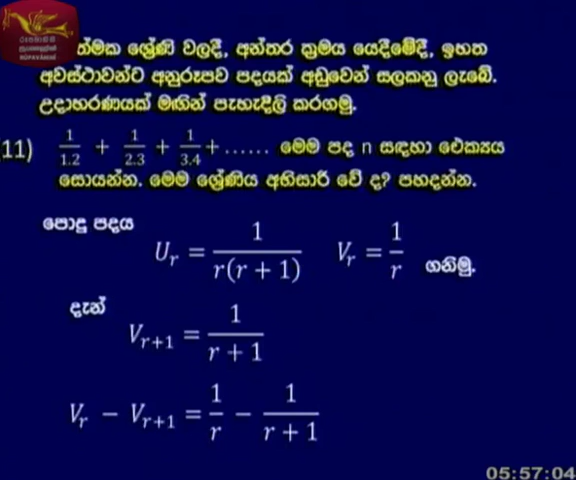 ත්මක ශ්‍රේණි වලදී, අන්තර ක්‍රමය යෙදීමේදී, ඉහත
අවස්ථාවන්ට අනුරූපව පදයක් අඩුවෙන් සලකනු ලැබේ.
උදාහරණයක් මඟින් පැහැදිලි කරගමු.
11) 1/1.2 + 1/2.3 + 1/3.4 + ...... මෙම පද n සඳහා ඓක්‍යය
සොයන්න. මෙම ශ්‍රේණිය අභිසාරී වේ ද? පහදන්න.
පොදු පදය
U_r = 1/r(r + 1) V_r = 1/r ගනිමු.
දැන්
V_{r+1} = 1/r + 1
V_r − V_{r+1} = 1/r − 1/r + 1
05:57:04